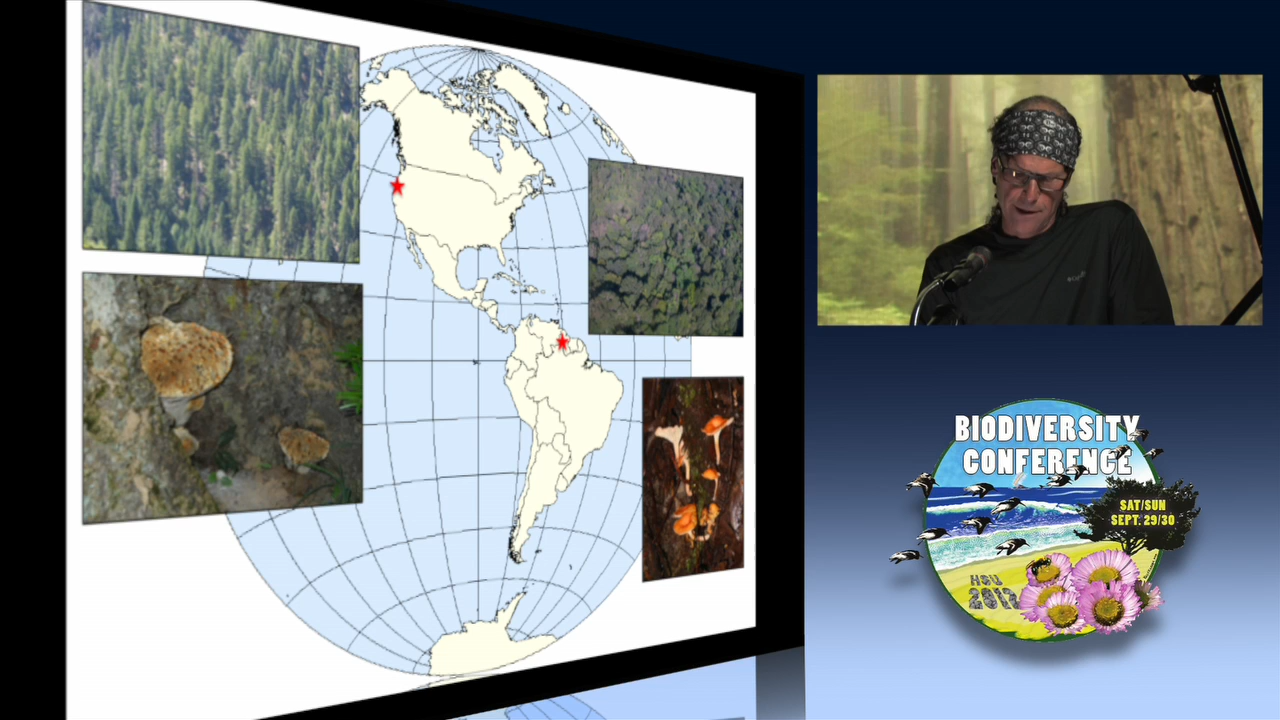 BIODIVERSITY
CONFERENCE
SAT/SUN
SEPT. 29/30
HSU
2012